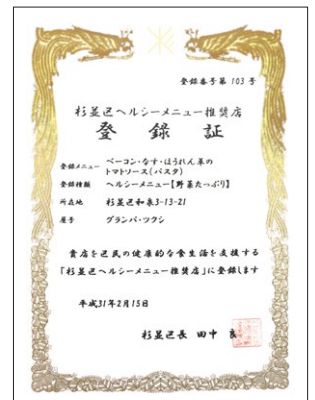 登録番号第 103 号
杉並区ヘルシーメニュー推奨店
登録証
登録メニュー ベーコン・なす・ほうれん菜の
トマトソース(パスタ)
登録種類 ヘルシーメニュー【野菜たっぷり】
所在地 杉並区和泉3-13-21
屋号 グランパ・ツクシ
貴店を区民の健康的な食生活を支援する
「杉並区ヘルシーメニュー推奨店」に登録します
平成31年2月15日
杉並区長 田中 良